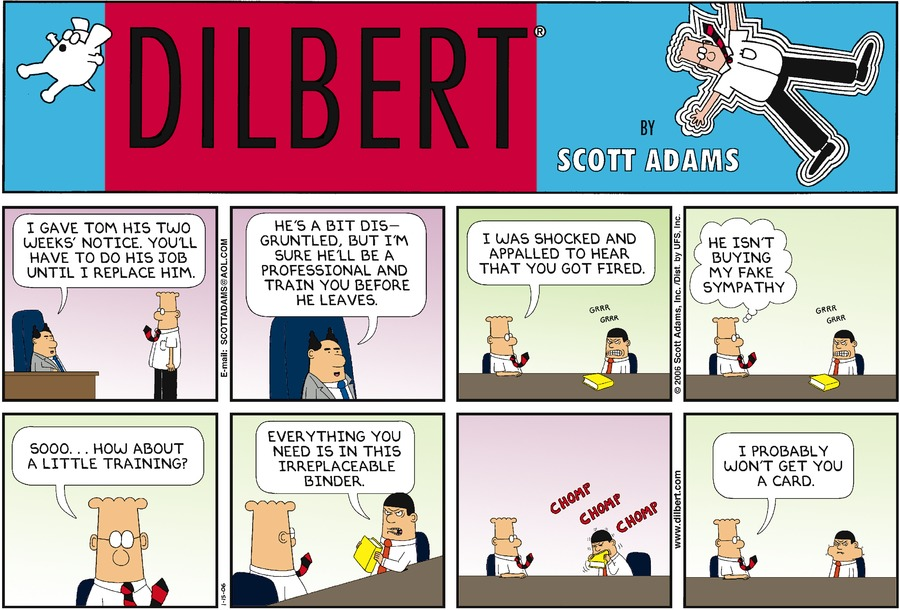 DILBERT®
BY
SCOTT ADAMS
I GAVE TOM HIS TWO
WEEKS' NOTICE. YOU'LL
HAVE TO DO HIS JOB
UNTIL I REPLACE HIM.
E-mail: SCOTTADAMS@AOL.COM
HE'S A BIT DIS-
GRUNTLED, BUT I'M
SURE HE'LL BE A
PROFESSIONAL AND
TRAIN YOU BEFORE
HE LEAVES.
I WAS SHOCKED AND
APPALLED TO HEAR
THAT YOU GOT FIRED.
GRRR
GRRR
© 2006 Scott Adams, Inc./Dist. by UFS, Inc.
HE ISN'T
BUYING
MY FAKE
SYMPATHY
GRRR
GRRR
SOOO... HOW ABOUT
A LITTLE TRAINING?
1-15-06
EVERYTHING YOU
NEED IS IN THIS
IRREPLACEABLE
BINDER.
CHOMP
CHOMP
CHOMP
www.dilbert.com
I PROBABLY
WON'T GET YOU
A CARD.